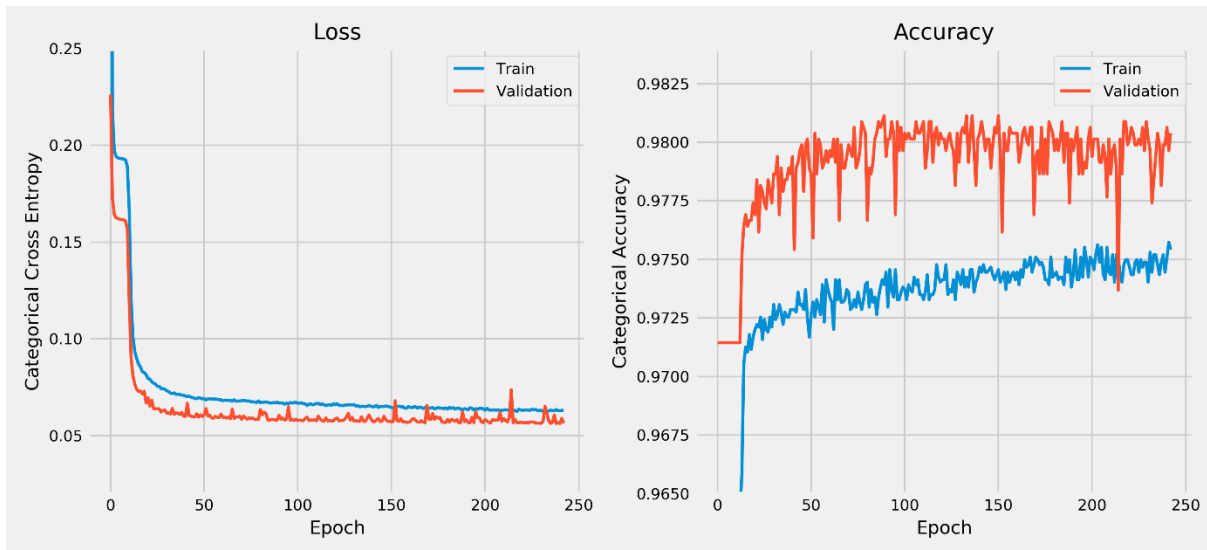 Loss
0.25
0.20
0.15
0.10
0.05
Categorical Cross Entropy
0
50
100
150
200
250
Epoch
Train
Validation
Accuracy
0.9825
0.9800
0.9775
0.9750
0.9725
0.9700
0.9675
0.9650
Categorical Accuracy
0
50
100
150
200
250
Epoch
Train
Validation